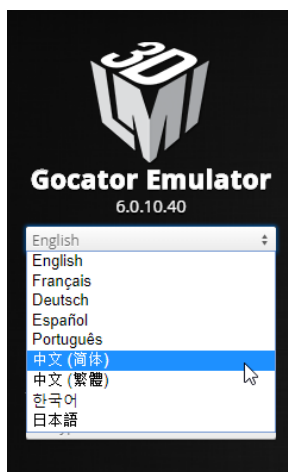 3D
LMI
Gocator Emulator
6.0.10.40
English
English
Français
Deutsch
Español
Português
中文 (简体)
中文 (繁體)
한국어
日本語